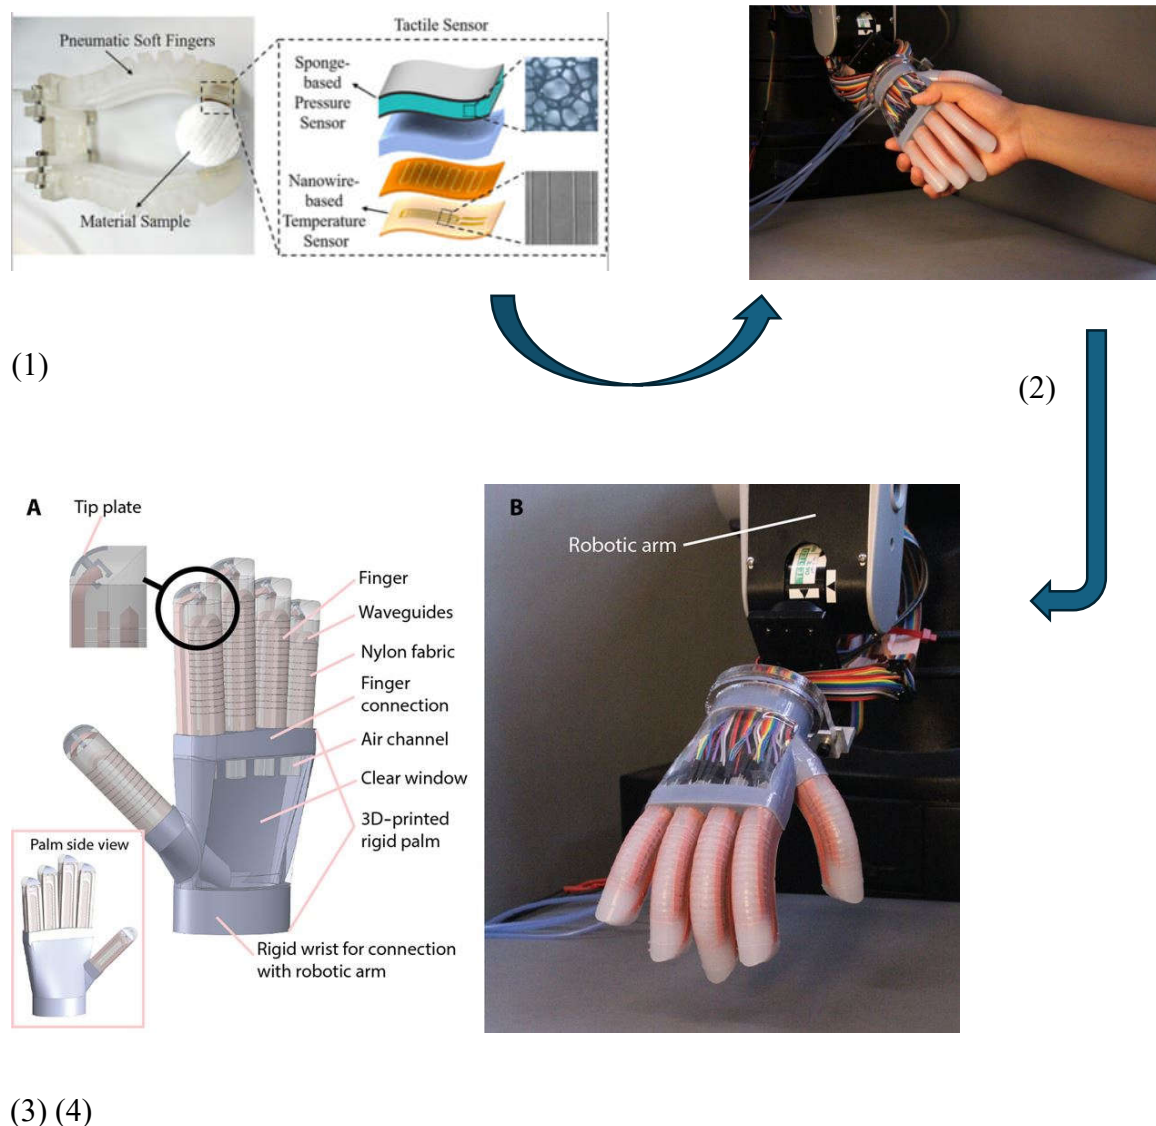 Tactile Sensor
Pneumatic Soft Fingers
Sponge-
based
Pressure
Sensor
Nanowire-
based
Temperature
Sensor
Material Sample
(1)
(2)
A
Tip plate
Finger
Waveguides
Nylon fabric
Finger
connection
Air channel
Clear window
3D-printed
rigid palm
Palm side view
Rigid wrist for connection
with robotic arm
B
Robotic arm
(3) (4)